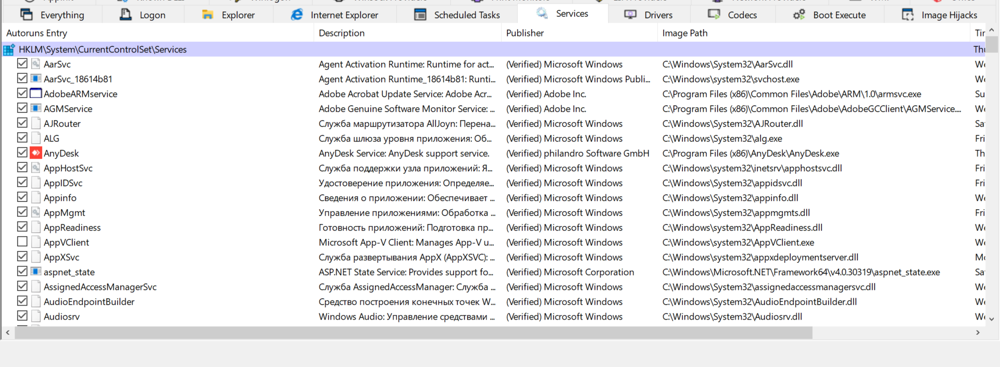 Everything Logon Explorer Internet Explorer Scheduled Tasks Services Drivers Codecs Boot Execute Image Hijacks
Autoruns Entry Description Publisher Image Path
HKLM\System\CurrentControlSet\Services
AarSvc Agent Activation Runtime: Runtime for act... (Verified) Microsoft Windows C:\Windows\System32\AarSvc.dll We
AarSvc_18614b81 Agent Activation Runtime_18614b81: Runti... (Verified) Microsoft Windows Publi... C:\Windows\system32\svchost.exe We
AdobeARMservice Adobe Acrobat Update Service: Adobe Acr... (Verified) Adobe Inc. C:\Program Files (x86)\Common Files\Adobe\ARM\1.0\armsvc.exe Su
AGMService Adobe Genuine Software Monitor Service: ... (Verified) Adobe Inc. C:\Program Files (x86)\Common Files\Adobe\AdobeGCClient\AGMService.... We
AJRouter Служба маршрутизатора AllJoyn: Перена... (Verified) Microsoft Windows C:\Windows\System32\AJRouter.dll Sa
ALG Служба шлюза уровня приложения: Об... (Verified) Microsoft Windows C:\Windows\System32\alg.exe Fri
AnyDesk AnyDesk Service: AnyDesk support service. (Verified) philandro Software GmbH C:\Program Files (x86)\AnyDesk\AnyDesk.exe Th
AppHostSvc Служба поддержки узла приложений: Я... (Verified) Microsoft Windows C:\Windows\system32\inetsrv\apphostsvc.dll Fri
AppIDSvc Удостоверение приложения: Определяе... (Verified) Microsoft Windows C:\Windows\System32\appidsvc.dll Fri
Appinfo Сведения о приложении: Обеспечивает ... (Verified) Microsoft Windows C:\Windows\System32\appinfo.dll We
AppMgmt Управление приложениями: Обработка ... (Verified) Microsoft Windows C:\Windows\System32\appmgmts.dll Fri
AppReadiness Готовность приложений: Подготовка пр... (Verified) Microsoft Windows C:\Windows\system32\AppReadiness.dll We
AppVClient Microsoft App-V Client: Manages App-V u... (Verified) Microsoft Windows C:\Windows\system32\AppVClient.exe We
AppXSvc Служба развертывания AppX (AppXSVC): ... (Verified) Microsoft Windows C:\Windows\system32\appxdeploymentserver.dll Mo
aspnet_state ASP.NET State Service: Provides support fo... (Verified) Microsoft Corporation C:\Windows\Microsoft.NET\Framework64\v4.0.30319\aspnet_state.exe Sa
AssignedAccessManagerSvc Служба AssignedAccessManager: Служба ... (Verified) Microsoft Windows C:\Windows\System32\assignedaccessmanagersvc.dll We
AudioEndpointBuilder Средство построения конечных точек W... (Verified) Microsoft Windows C:\Windows\System32\AudioEndpointBuilder.dll We
Audiosrv Windows Audio: Управление средствами ... (Verified) Microsoft Windows C:\Windows\System32\Audiosrv.dll We